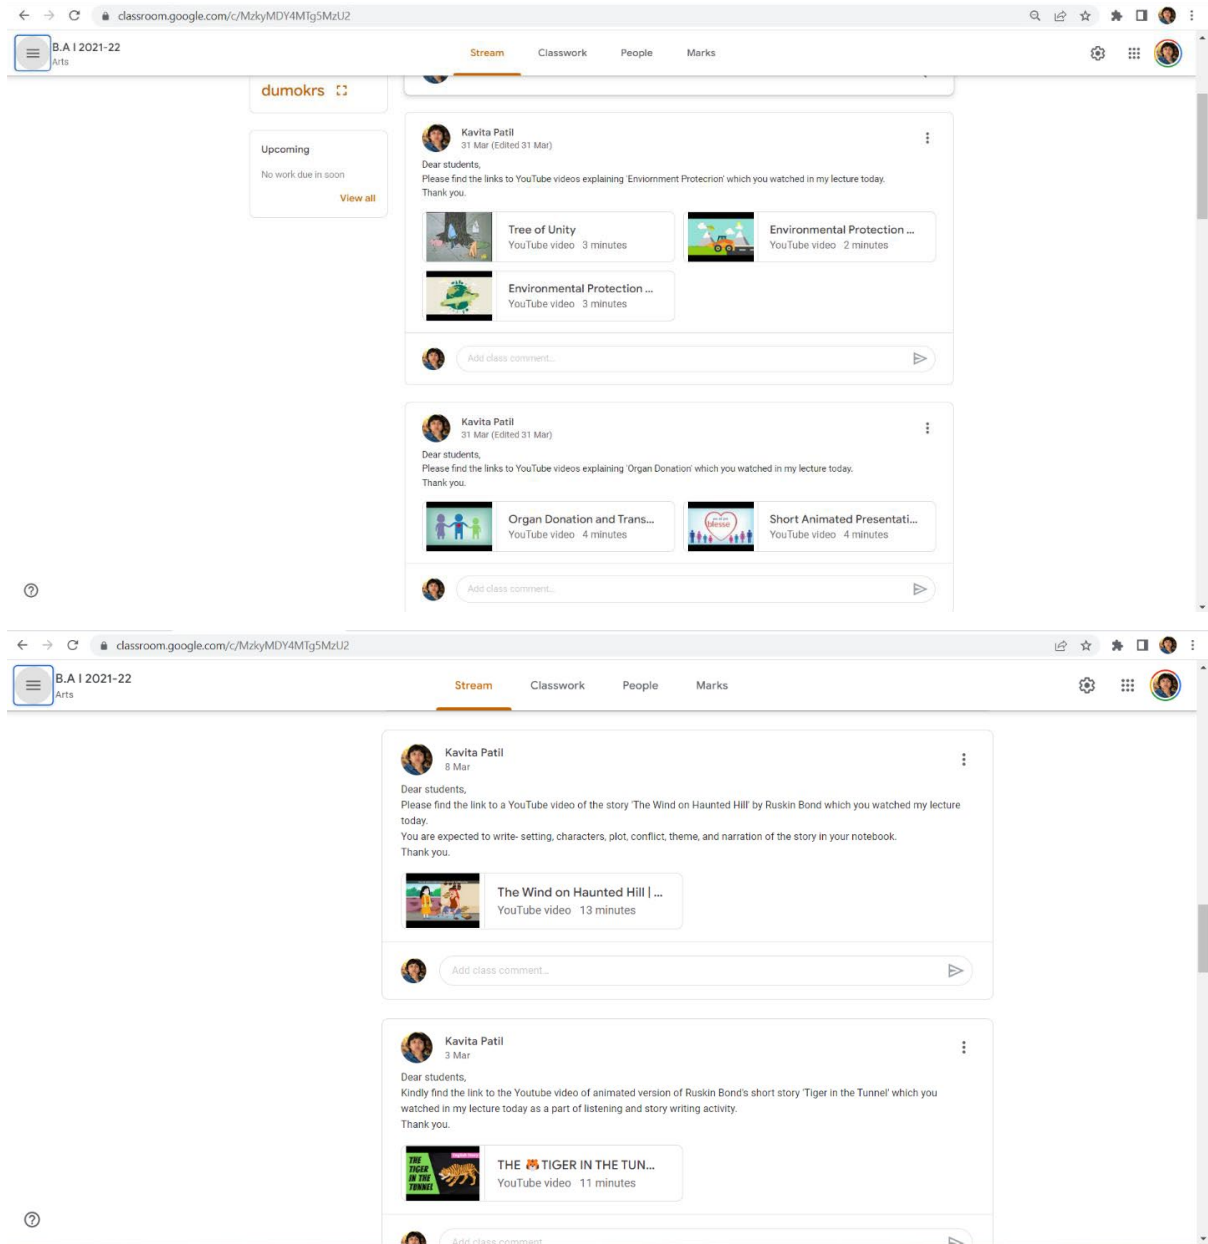 classroom.google.com/c/MzkyMDY4MTg5MzU2
B.A I 2021-22
Arts
Stream Classwork People Marks
dumokrs
Upcoming
No work due in soon
View all
Kavita Patil
31 Mar (Edited 31 Mar)
Dear students,
Please find the links to YouTube videos explaining 'Enviornment Protecrion' which you watched in my lecture today.
Thank you.
Tree of Unity
YouTube video 3 minutes
Environmental Protection ...
YouTube video 2 minutes
Environmental Protection ...
YouTube video 3 minutes
Add class comment...
Kavita Patil
31 Mar (Edited 31 Mar)
Dear students,
Please find the links to YouTube videos explaining 'Organ Donation' which you watched in my lecture today.
Thank you.
Organ Donation and Trans...
YouTube video 4 minutes
blesse
Short Animated Presentati...
YouTube video 4 minutes
Add class comment...
classroom.google.com/c/MzkyMDY4MTg5MzU2
B.A I 2021-22
Arts
Stream Classwork People Marks
Kavita Patil
8 Mar
Dear students,
Please find the link to a YouTube video of the story 'The Wind on Haunted Hill' by Ruskin Bond which you watched my lecture
today.
You are expected to write- setting, characters, plot, conflict, theme, and narration of the story in your notebook.
Thank you.
The Wind on Haunted Hill | ...
YouTube video 13 minutes
Add class comment...
Kavita Patil
3 Mar
Dear students,
Kindly find the link to the Youtube video of animated version of Ruskin Bond's short story 'Tiger in the Tunnel' which you
watched in my lecture today as a part of listening and story writing activity.
Thank you.
THE
TIGER
IN THE
TUNNEL
THE 🐯 TIGER IN THE TUN...
YouTube video 11 minutes
Add class comment